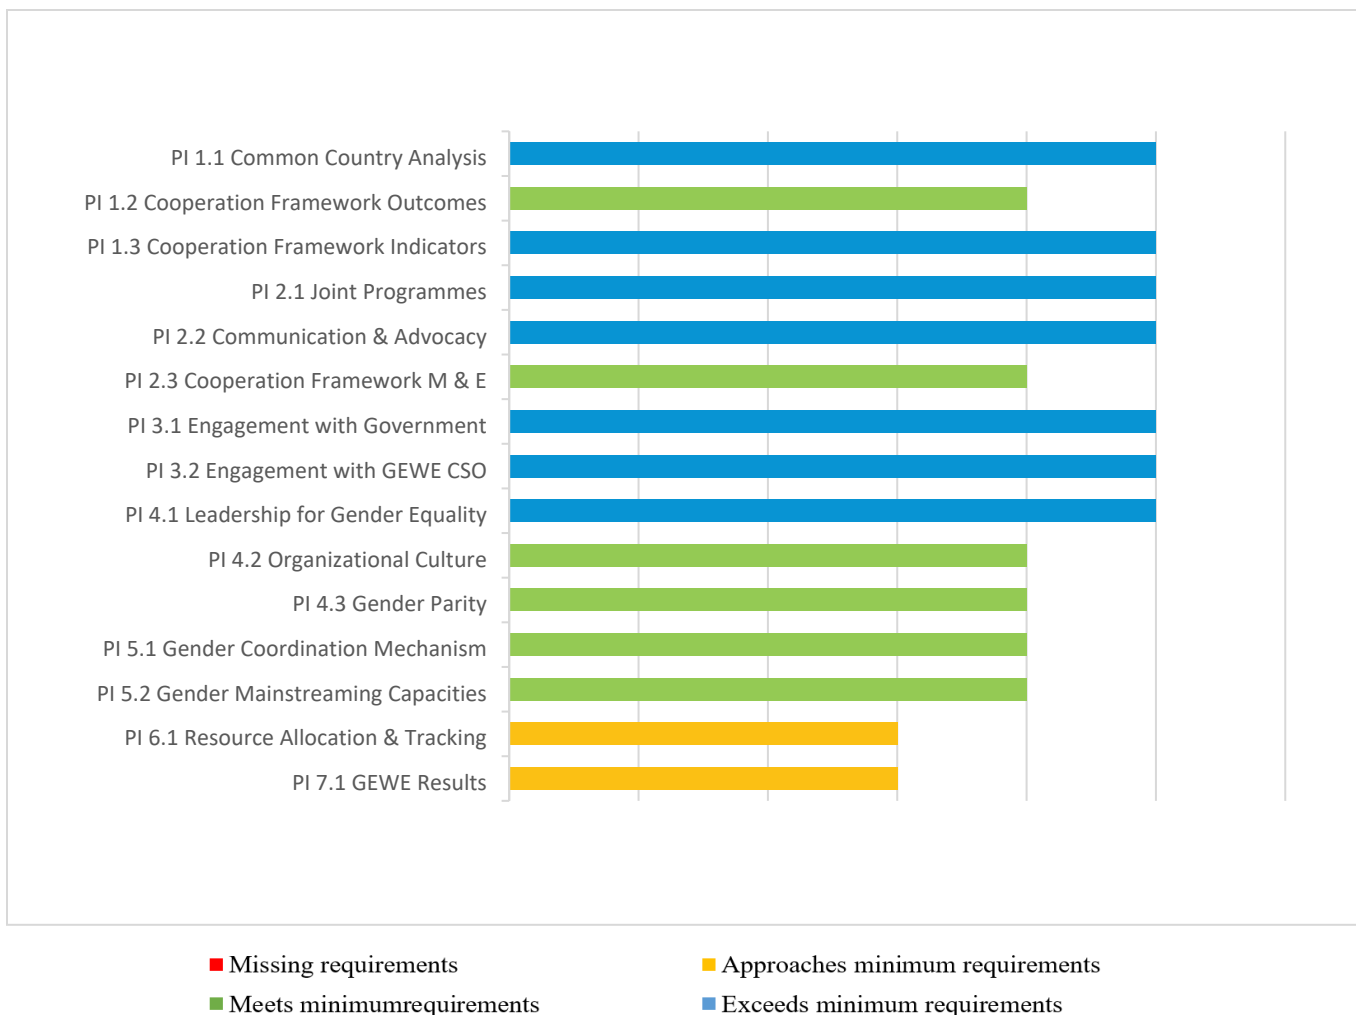 PI 1.1 Common Country Analysis
PI 1.2 Cooperation Framework Outcomes
PI 1.3 Cooperation Framework Indicators
PI 2.1 Joint Programmes
PI 2.2 Communication & Advocacy
PI 2.3 Cooperation Framework M & E
PI 3.1 Engagement with Government
PI 3.2 Engagement with GEWE CSO
PI 4.1 Leadership for Gender Equality
PI 4.2 Organizational Culture
PI 4.3 Gender Parity
PI 5.1 Gender Coordination Mechanism
PI 5.2 Gender Mainstreaming Capacities
PI 6.1 Resource Allocation & Tracking
PI 7.1 GEWE Results
Missing requirements
Approaches minimum requirements
Meets minimumrequirements
Exceeds minimum requirements